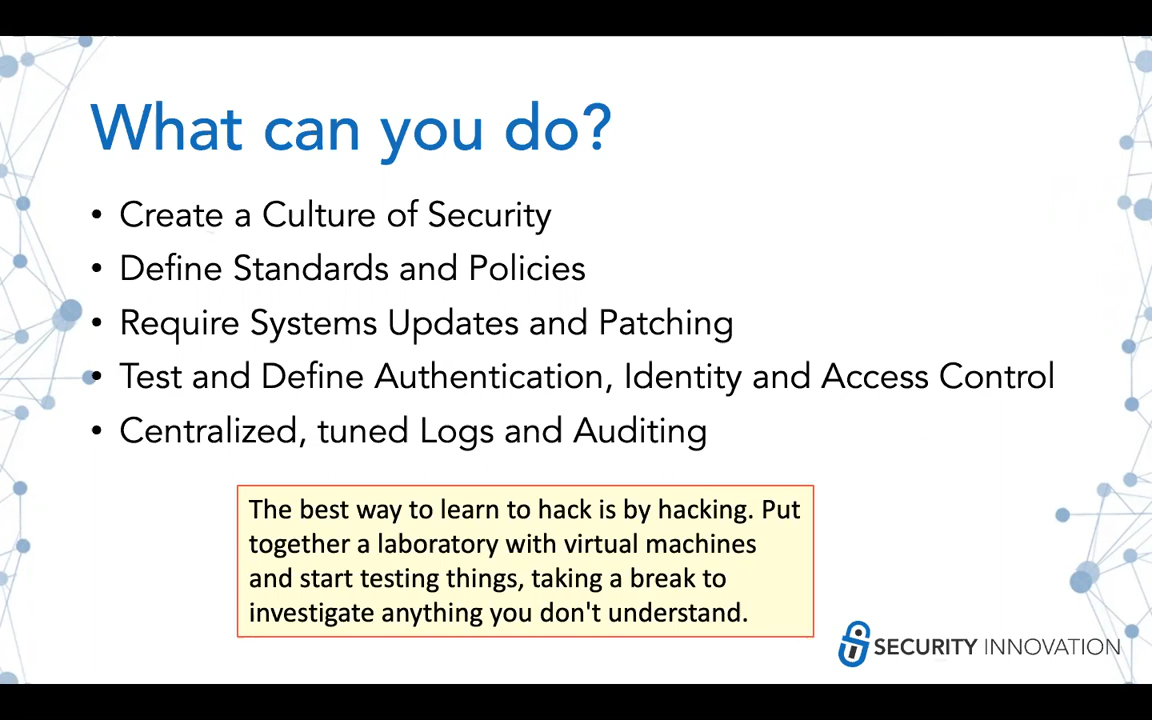 What can you do?
• Create a Culture of Security
• Define Standards and Policies
• Require Systems Updates and Patching
• Test and Define Authentication, Identity and Access Control
• Centralized, tuned Logs and Auditing
The best way to learn to hack is by hacking. Put
together a laboratory with virtual machines
and start testing things, taking a break to
investigate anything you don't understand.
SECURITY INNOVATION